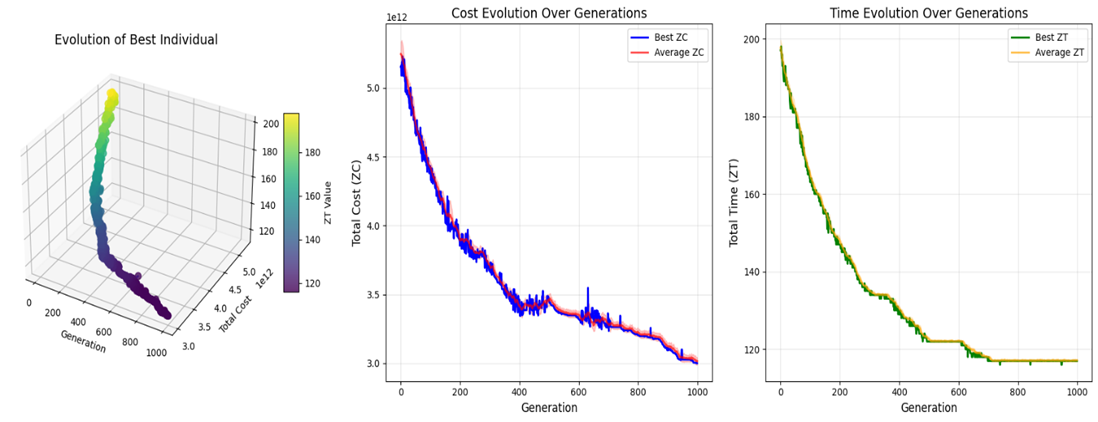 Evolution of Best Individual
200
180
160
140
120
5.0
4.5
4.0
3.5
3.0
1e12
Total Cost
0
200
400
600
800
1000
Generation
180
160
140
120
ZT Value
Cost Evolution Over Generations
1e12
Best ZC
Average ZC
5.0
4.5
4.0
3.5
3.0
Total Cost (ZC)
0 200 400 600 800 1000
Generation
Time Evolution Over Generations
Best ZT
Average ZT
200
180
160
140
120
Total Time (ZT)
0 200 400 600 800 1000
Generation